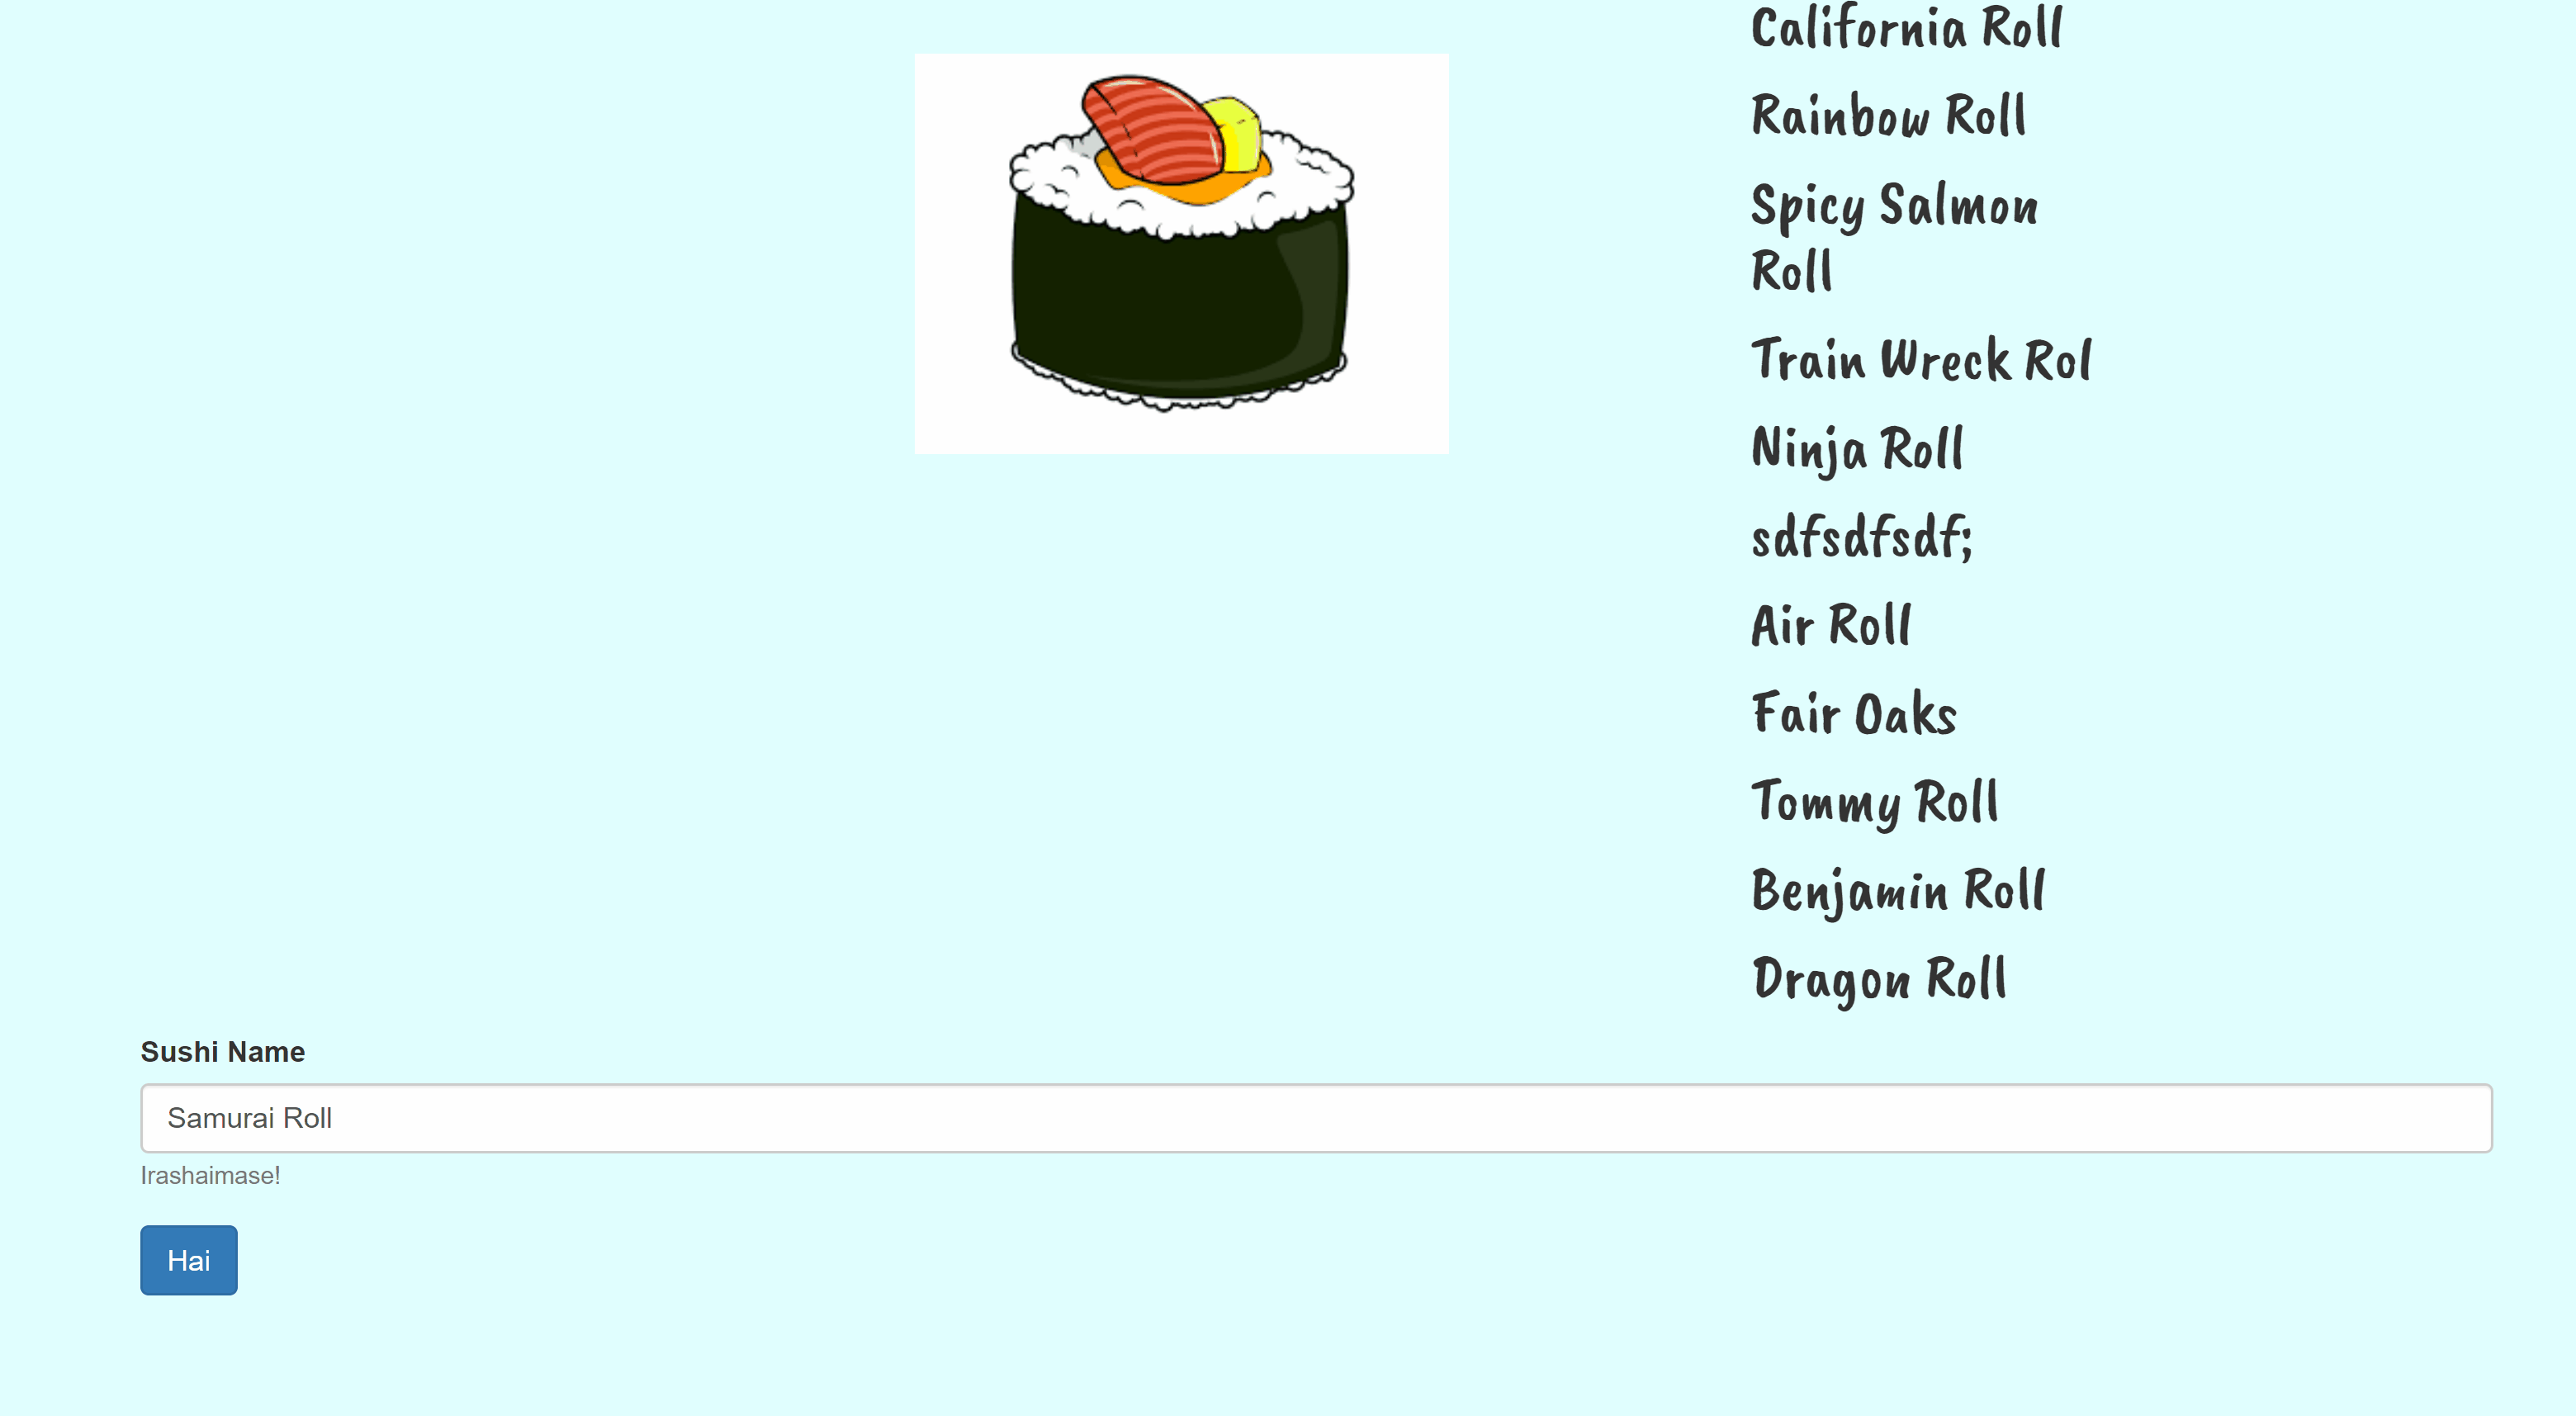 California Roll
Rainbow Roll
Spicy Salmon
Roll
Train Wreck Rol
Ninja Roll
sdfsdfsdf;
Air Roll
Fair Oaks
Tommy Roll
Benjamin Roll
Dragon Roll
Sushi Name
Samurai Roll
Irashaimase!
Hai